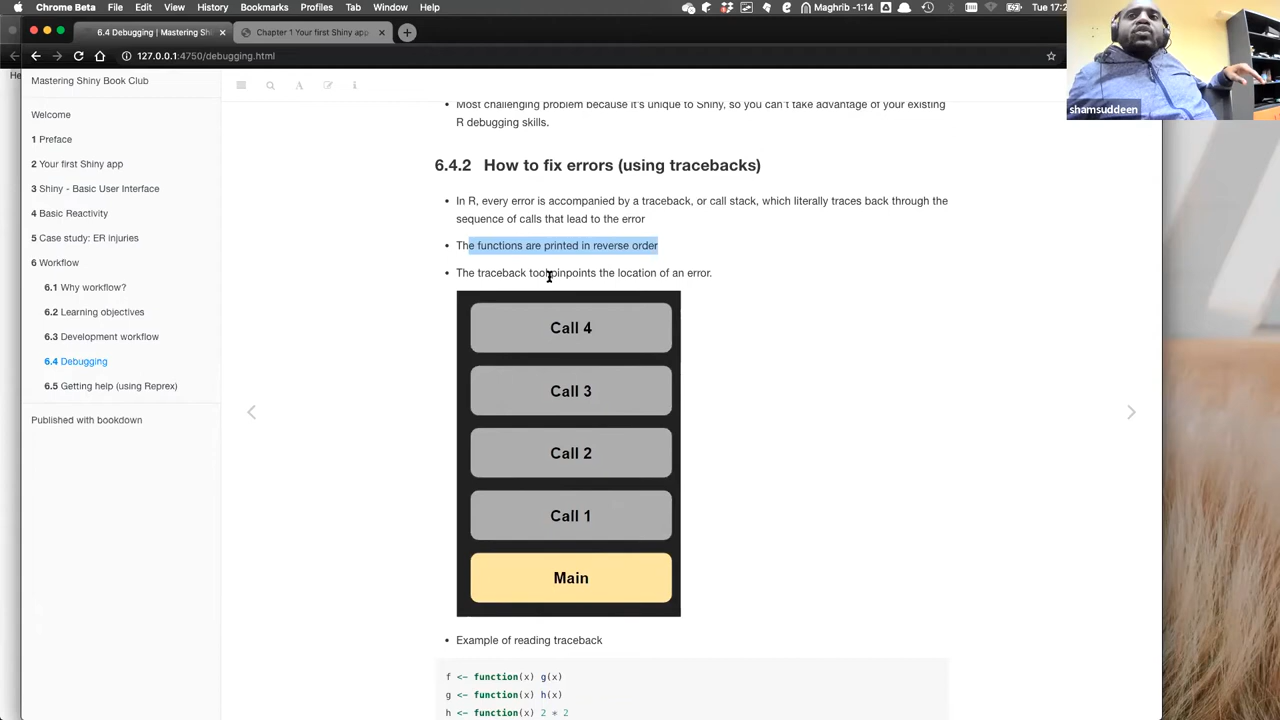 Chrome Beta File Edit View History Bookmarks Profiles Tab Window Help
Maghrib -1:14 Tue 17:2
6.4 Debugging | Mastering Sh
Chapter 1 Your first Shiny app
127.0.0.1:4750/debugging.html
He
shamsuddeen
Mastering Shiny Book Club
Welcome
1 Preface
2 Your first Shiny app
3 Shiny - Basic User Interface
4 Basic Reactivity
5 Case study: ER injuries
6 Workflow
6.1 Why workflow?
6.2 Learning objectives
6.3 Development workflow
6.4 Debugging
6.5 Getting help (using Reprex)
Published with bookdown
• Most challenging problem because it's unique to Shiny, so you can't take advantage of your existing
R debugging skills.
6.4.2 How to fix errors (using tracebacks)
• In R, every error is accompanied by a traceback, or call stack, which literally traces back through the
sequence of calls that lead to the error
• The functions are printed in reverse order
• The traceback tool pinpoints the location of an error.
Call 4
Call 3
Call 2
Call 1
Main
• Example of reading traceback
f <- function(x) g(x)
g <- function(x) h(x)
h <- function(x) 2 * 2